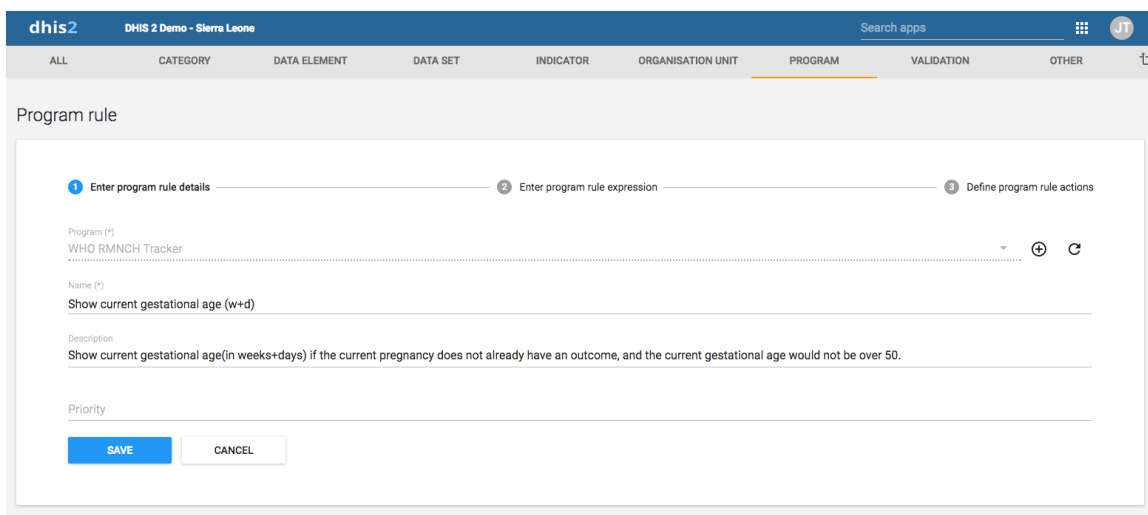 dhis2 DHIS 2 Demo - Sierra Leone Search apps JT
ALL CATEGORY DATA ELEMENT DATA SET INDICATOR ORGANISATION UNIT PROGRAM VALIDATION OTHER
Program rule
1 Enter program rule details 2 Enter program rule expression 3 Define program rule actions
Program (*)
WHO RMNCH Tracker
Name (*)
Show current gestational age (w+d)
Description
Show current gestational age(in weeks+days) if the current pregnancy does not already have an outcome, and the current gestational age would not be over 50.
Priority
SAVE CANCEL